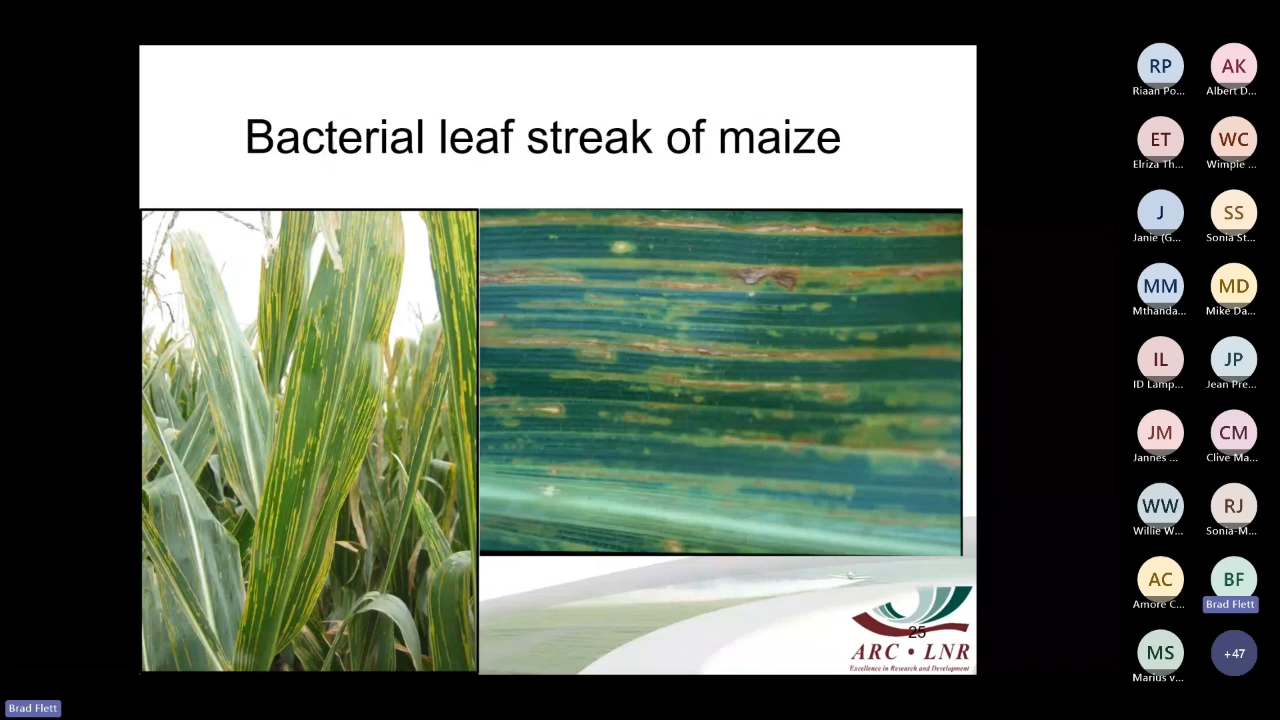 Bacterial leaf streak of maize
25
ARC • LNR
Excellence in Research and Development
RP
Riaan Po...
AK
Albert D...
ET
Elriza Th...
WC
Wimpie ...
J
Janie (G...
SS
Sonia St...
MM
Mthanda...
MD
Mike Da...
IL
ID Lamp...
JP
Jean Pre...
JM
Jannes ...
CM
Clive Ma...
WW
Willie W...
RJ
Sonia-M...
AC
Amore C...
BF
Brad Flett
MS
Marius v...
+47
Brad Flett